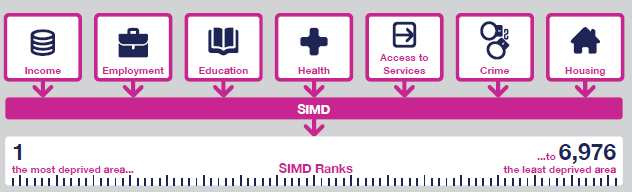 Income
Employment
Education
Health
Access to
Services
Crime
Housing
SIMD
1
the most deprived area...
SIMD Ranks
...to 6,976
the least deprived area